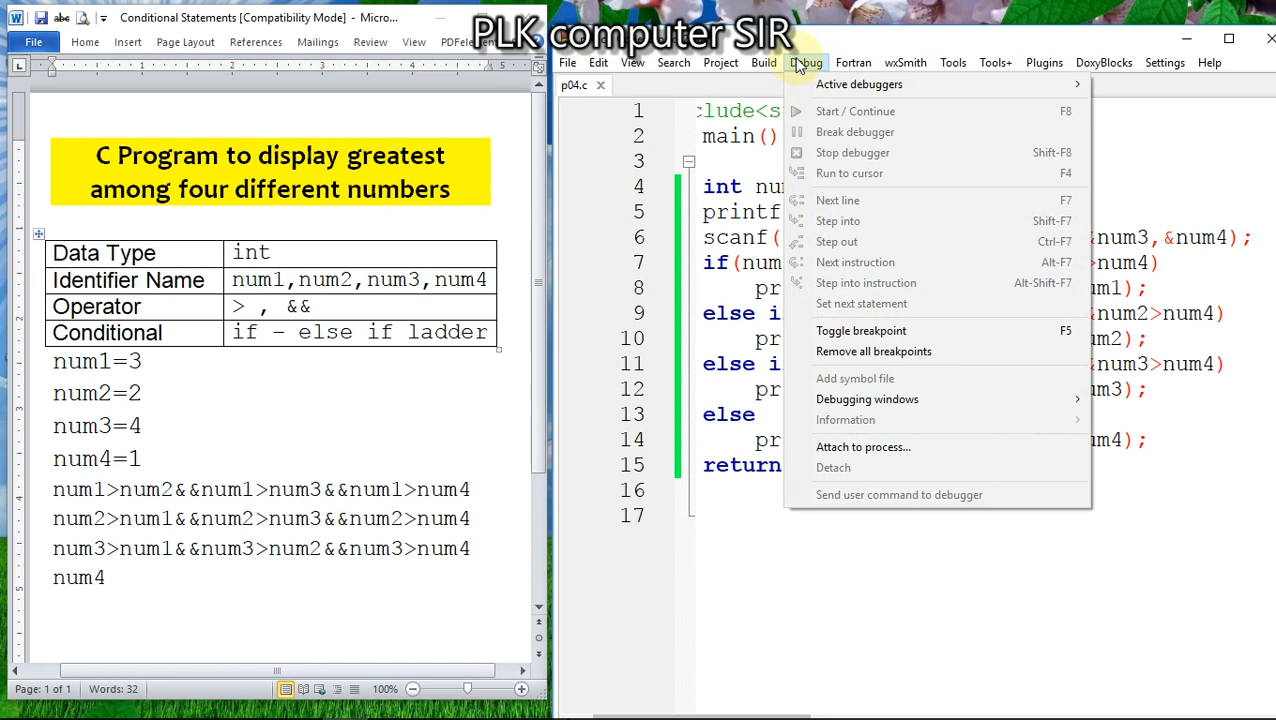 Conditional Statements [Compatibility Mode] - Micro...
PLK computer SIR
File Home Insert Page Layout References Mailings Review View PDFelem
File Edit View Search Project Build Debug Fortran wxSmith Tools Tools+ Plugins DoxyBlocks Settings Help
L 1 2 3 4 5
p04.c
C Program to display greatest
among four different numbers
Data Type int
Identifier Name num1,num2,num3,num4
Operator > , &&
Conditional if – else if ladder
num1=3
num2=2
num3=4
num4=1
num1>num2&&num1>num3&&num1>num4
num2>num1&&num2>num3&&num2>num4
num3>num1&&num3>num2&&num3>num4
num4
Page: 1 of 1 Words: 32 100%
1 clude<s
2 main()
3
4 int nu
5 printf
6 scanf( &num3,&num4);
7 if(num >num4)
8 pr um1);
9 else i &num2>num4)
10 pr um2);
11 else i &num3>num4)
12 pr um3);
13 else
14 pr um4);
15 return
16
17
Active debuggers
Start / Continue F8
Break debugger
Stop debugger Shift-F8
Run to cursor F4
Next line F7
Step into Shift-F7
Step out Ctrl-F7
Next instruction Alt-F7
Step into instruction Alt-Shift-F7
Set next statement
Toggle breakpoint F5
Remove all breakpoints
Add symbol file
Debugging windows
Information
Attach to process...
Detach
Send user command to debugger